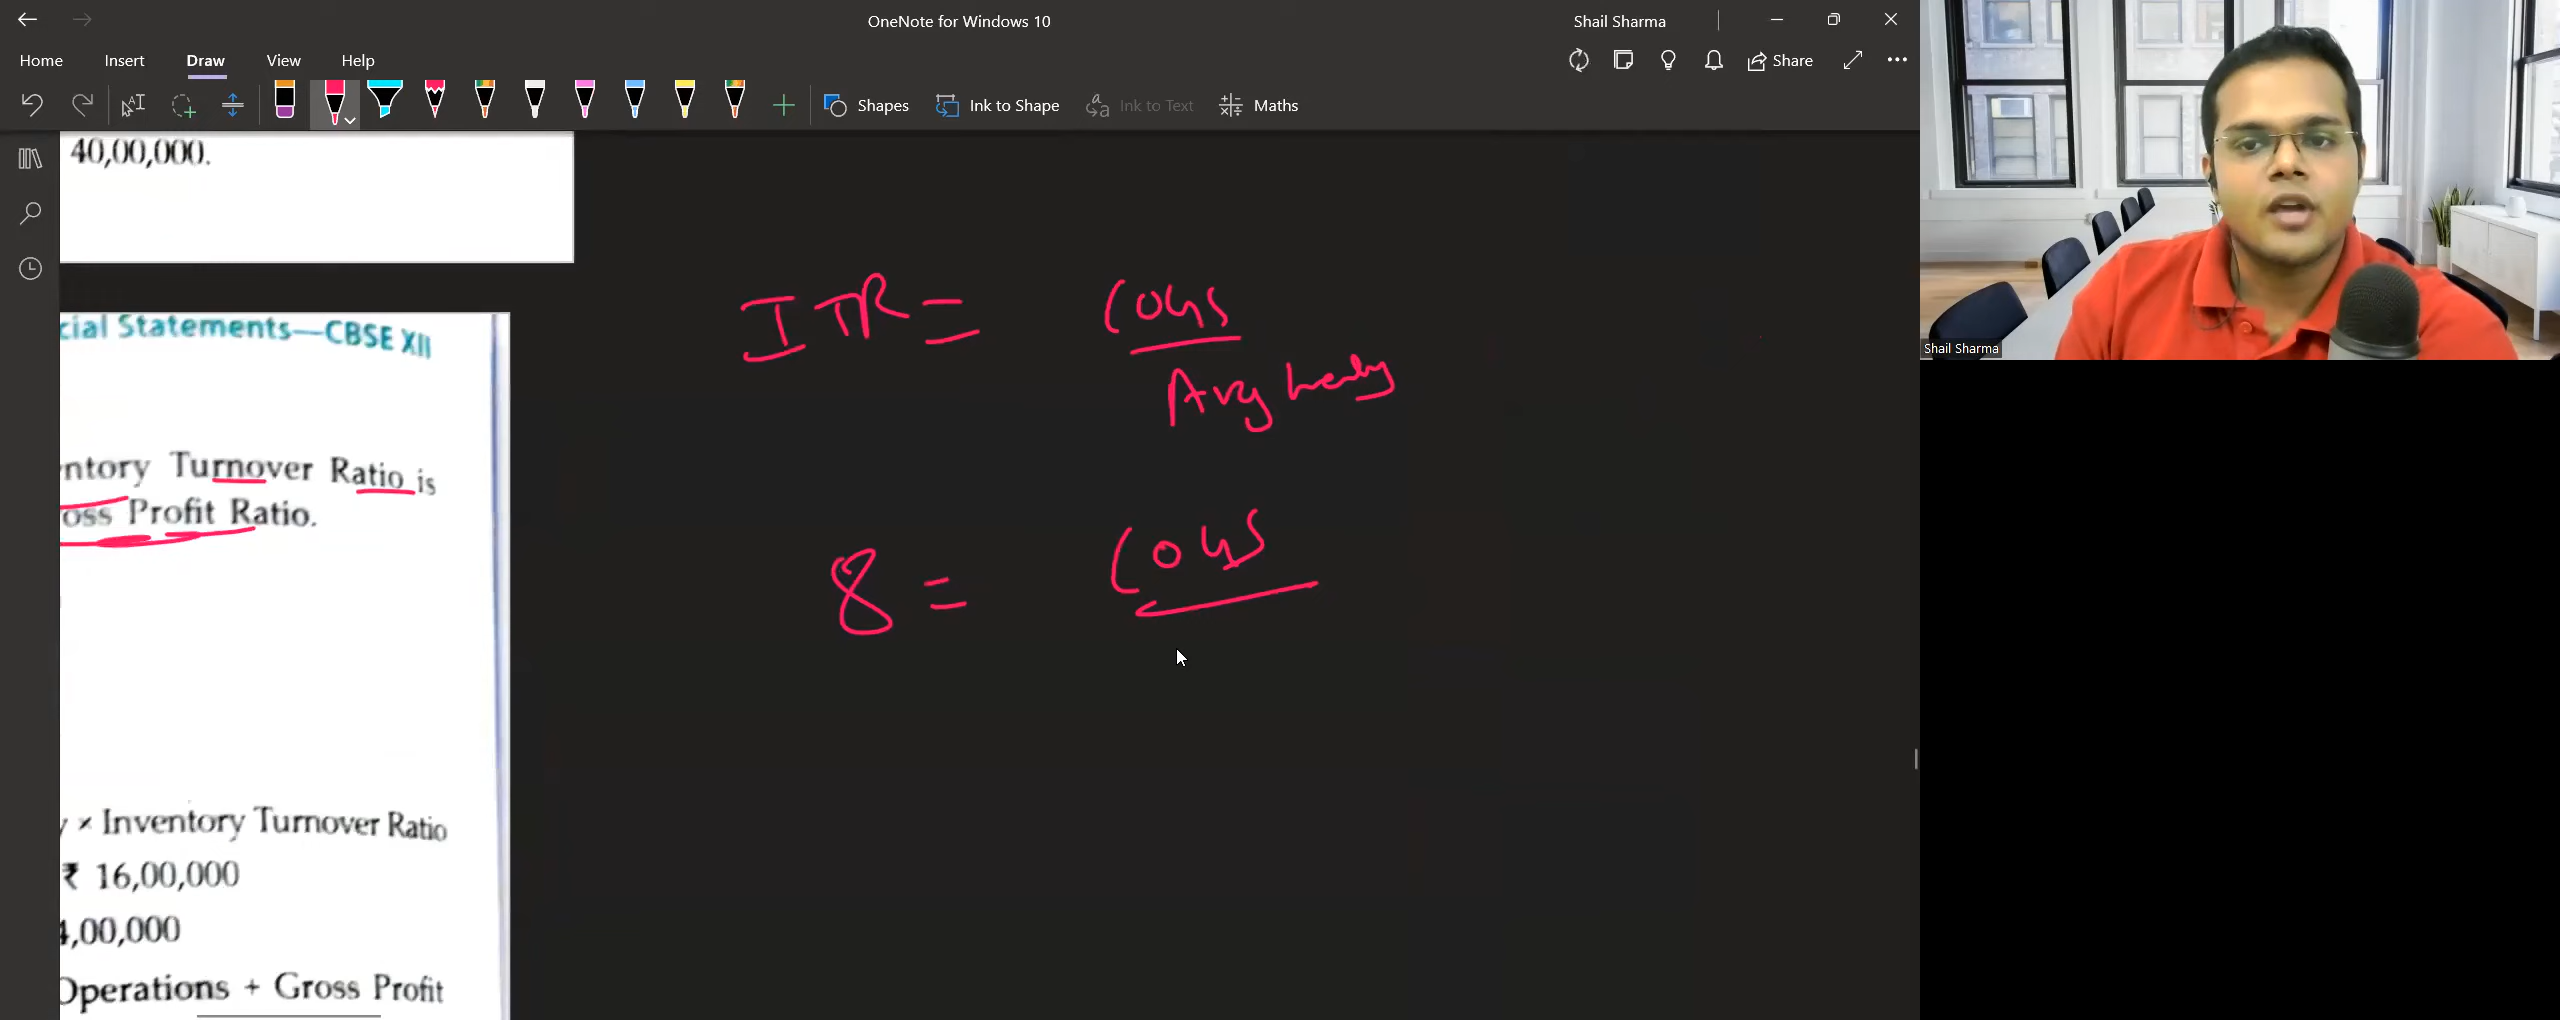 OneNote for Windows 10
Shail Sharma
Home Insert Draw View Help
Share
Shapes Ink to Shape Ink to Text Maths
40,00,000.
cial Statements—CBSE XII
ntory Turnover Ratio is
oss Profit Ratio.
× Inventory Turnover Ratio
₹ 16,00,000
4,00,000
Operations + Gross Profit
ITR = COGS
Avg
8 = COGS
Shail Sharma